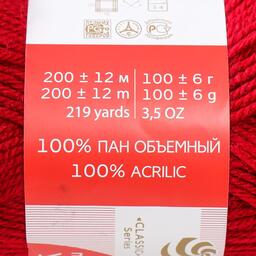 200 ± 12 м 100 ± 6 г
200 ± 12 m 100 ± 6 g
219 yards 3,5 OZ
100% ПАН ОБЪЕМНЫЙ
100% ACRILIC
«CLASSIC
Series